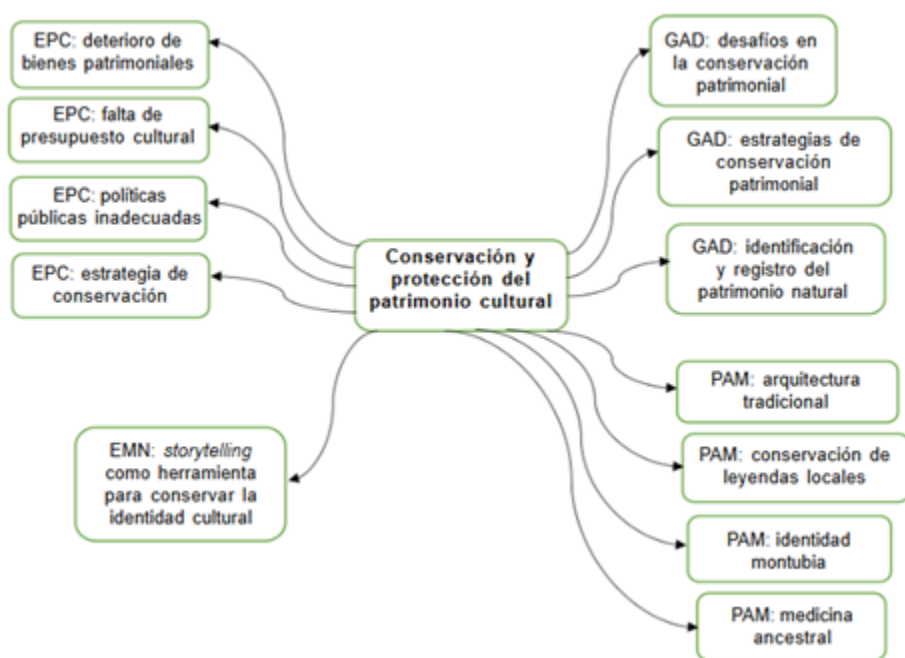 EPC: deterioro de
bienes patrimoniales
EPC: falta de
presupuesto cultural
EPC: políticas
públicas inadecuadas
EPC: estrategia de
conservación
EMN: storytelling
como herramienta
para conservar la
identidad cultural
Conservación y
protección del
patrimonio cultural
GAD: desafíos en
la conservación
patrimonial
GAD: estrategias de
conservación
patrimonial
GAD: identificación
y registro del
patrimonio natural
PAM: arquitectura
tradicional
PAM: conservación de
leyendas locales
PAM: identidad
montubia
PAM: medicina
ancestral